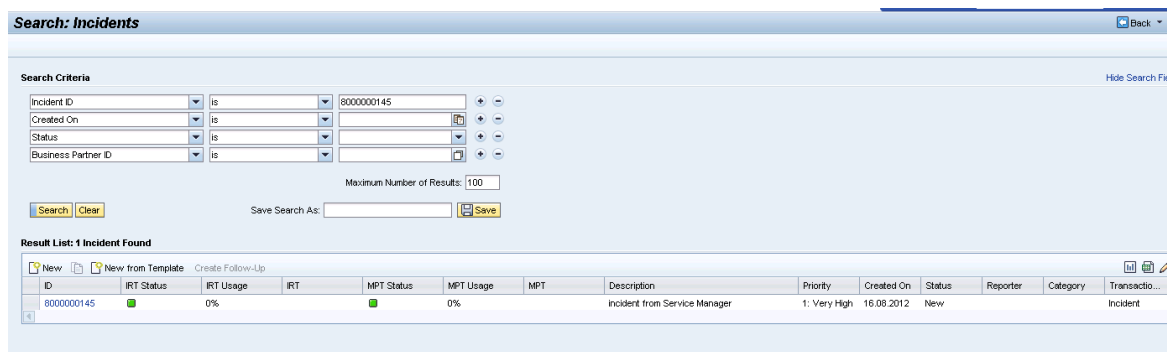 Search: Incidents Back
Search Criteria Hide Search Fie
Incident ID is 8000000145
Created On is
Status is
Business Partner ID is
Maximum Number of Results: 100
Search Clear Save Search As: Save
Result List: 1 Incident Found
New New from Template Create Follow-Up
ID IRT Status IRT Usage IRT MPT Status MPT Usage MPT Description Priority Created On Status Reporter Category Transactio...
8000000145 0% 0% incident from Service Manager 1: Very High 16.08.2012 New Incident